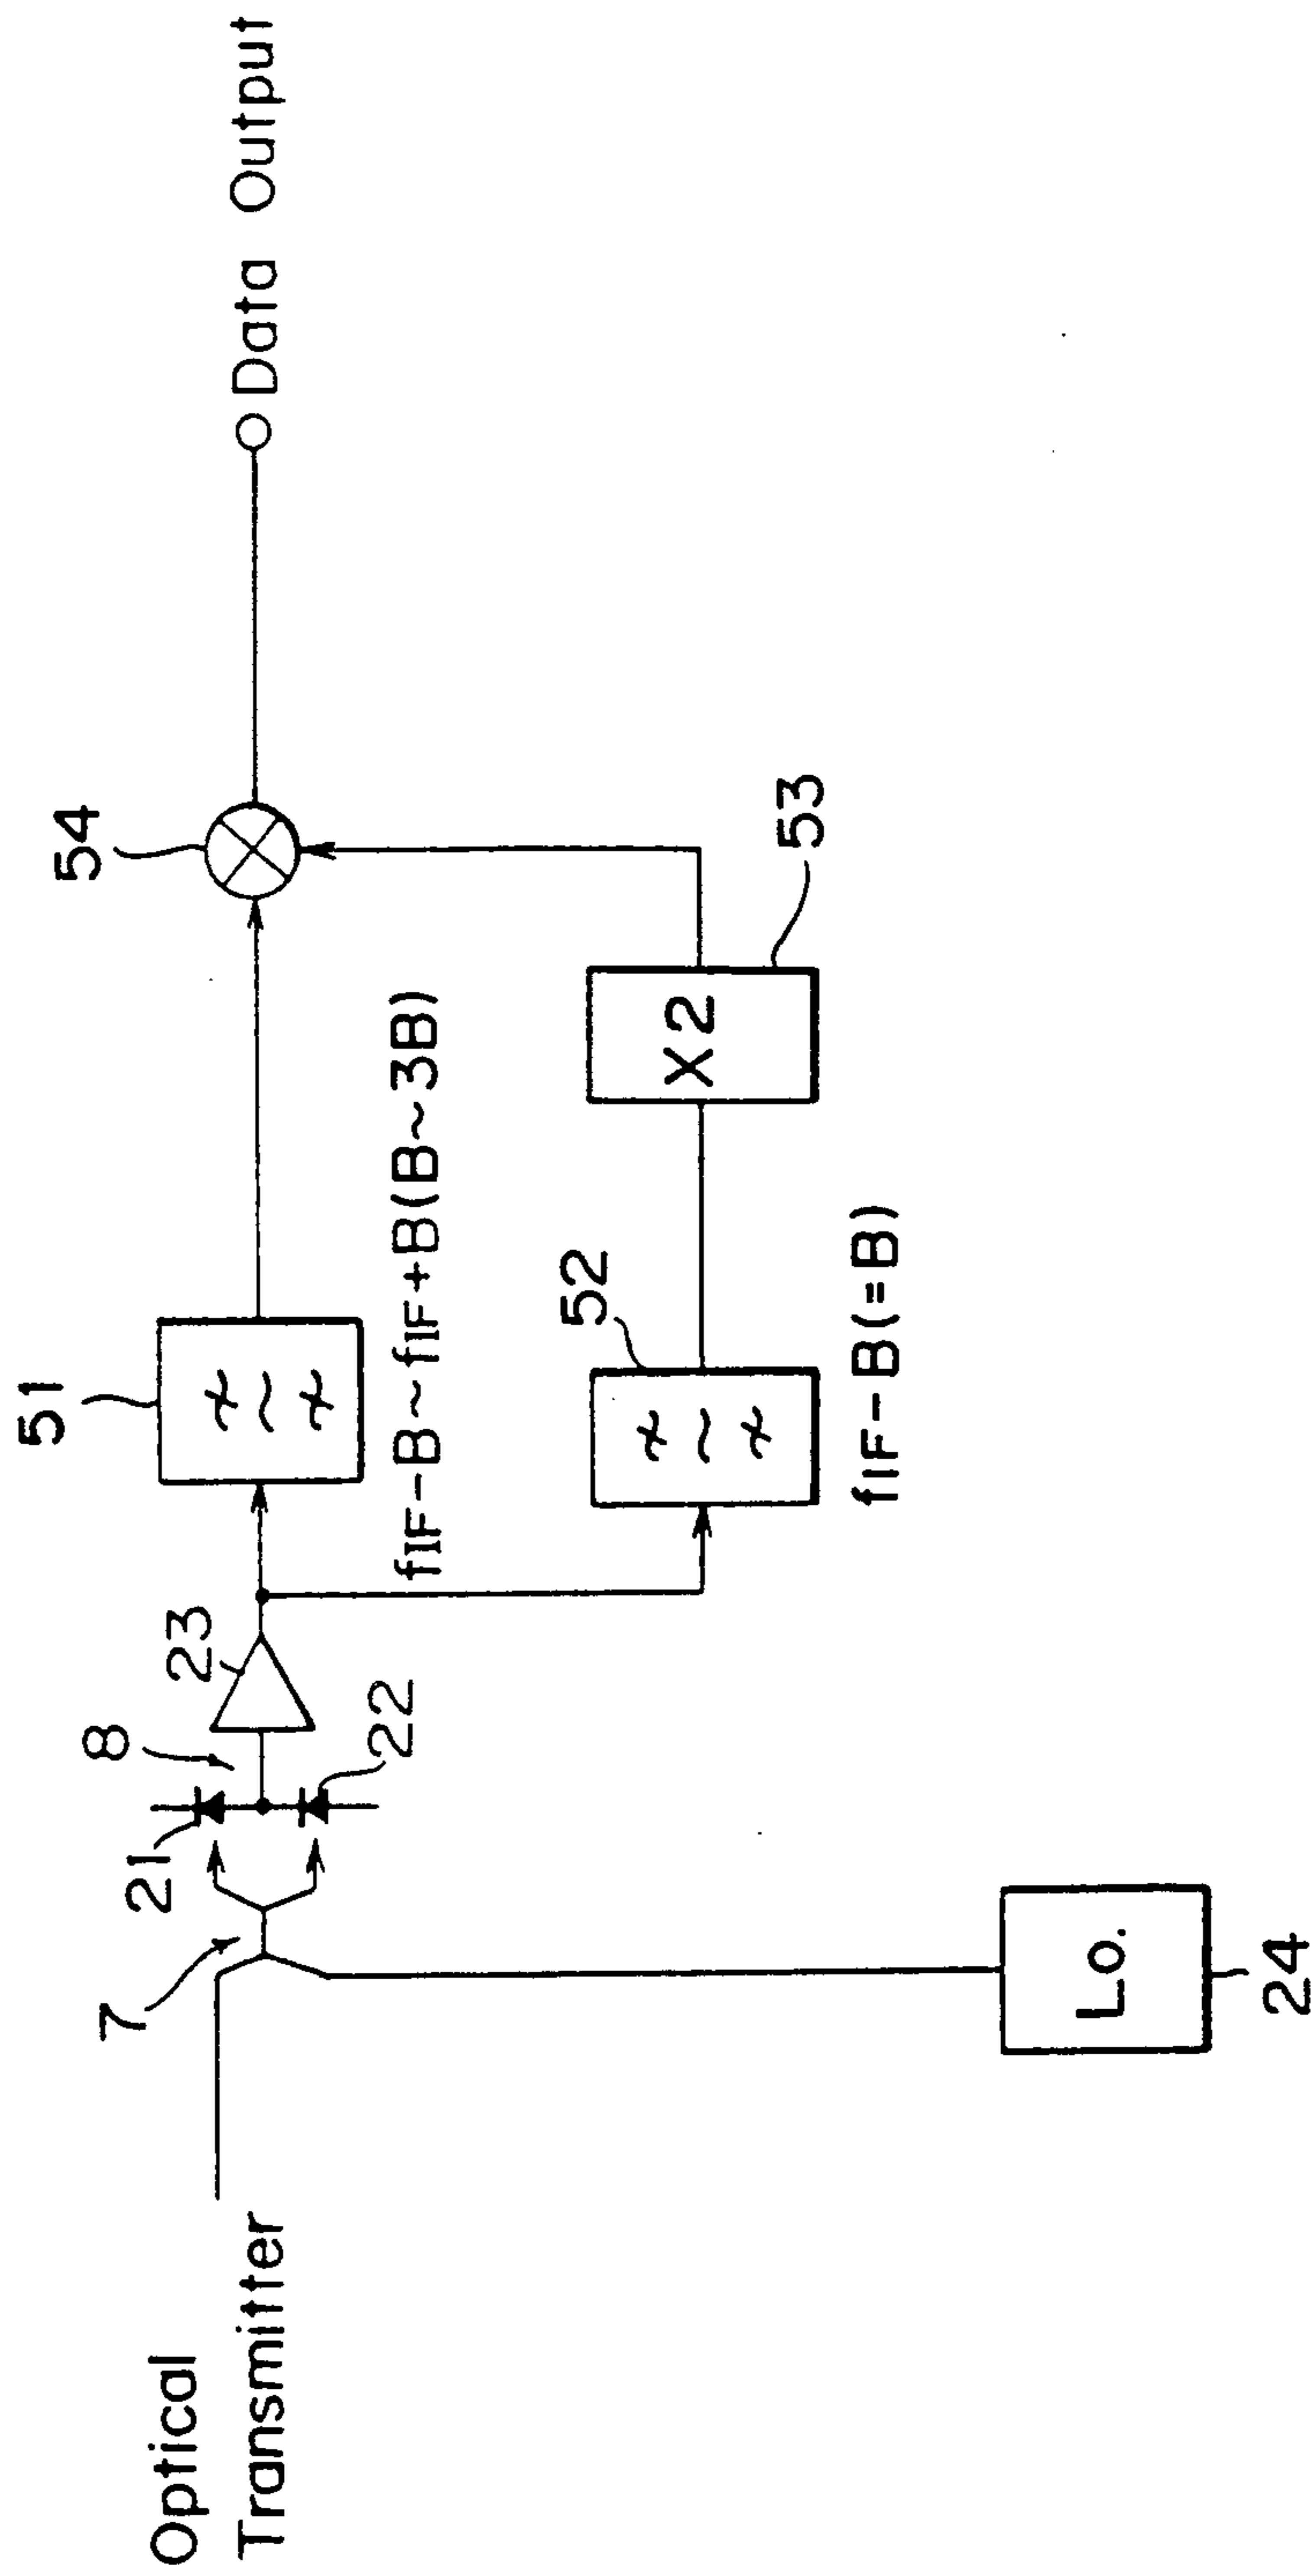 Optical
Transmitter
7
21
8
22
23
24
Lo.
51
fIF-B~fIF+B(B~3B)
52
fIF-B(=B)
X2
53
54
Data Output